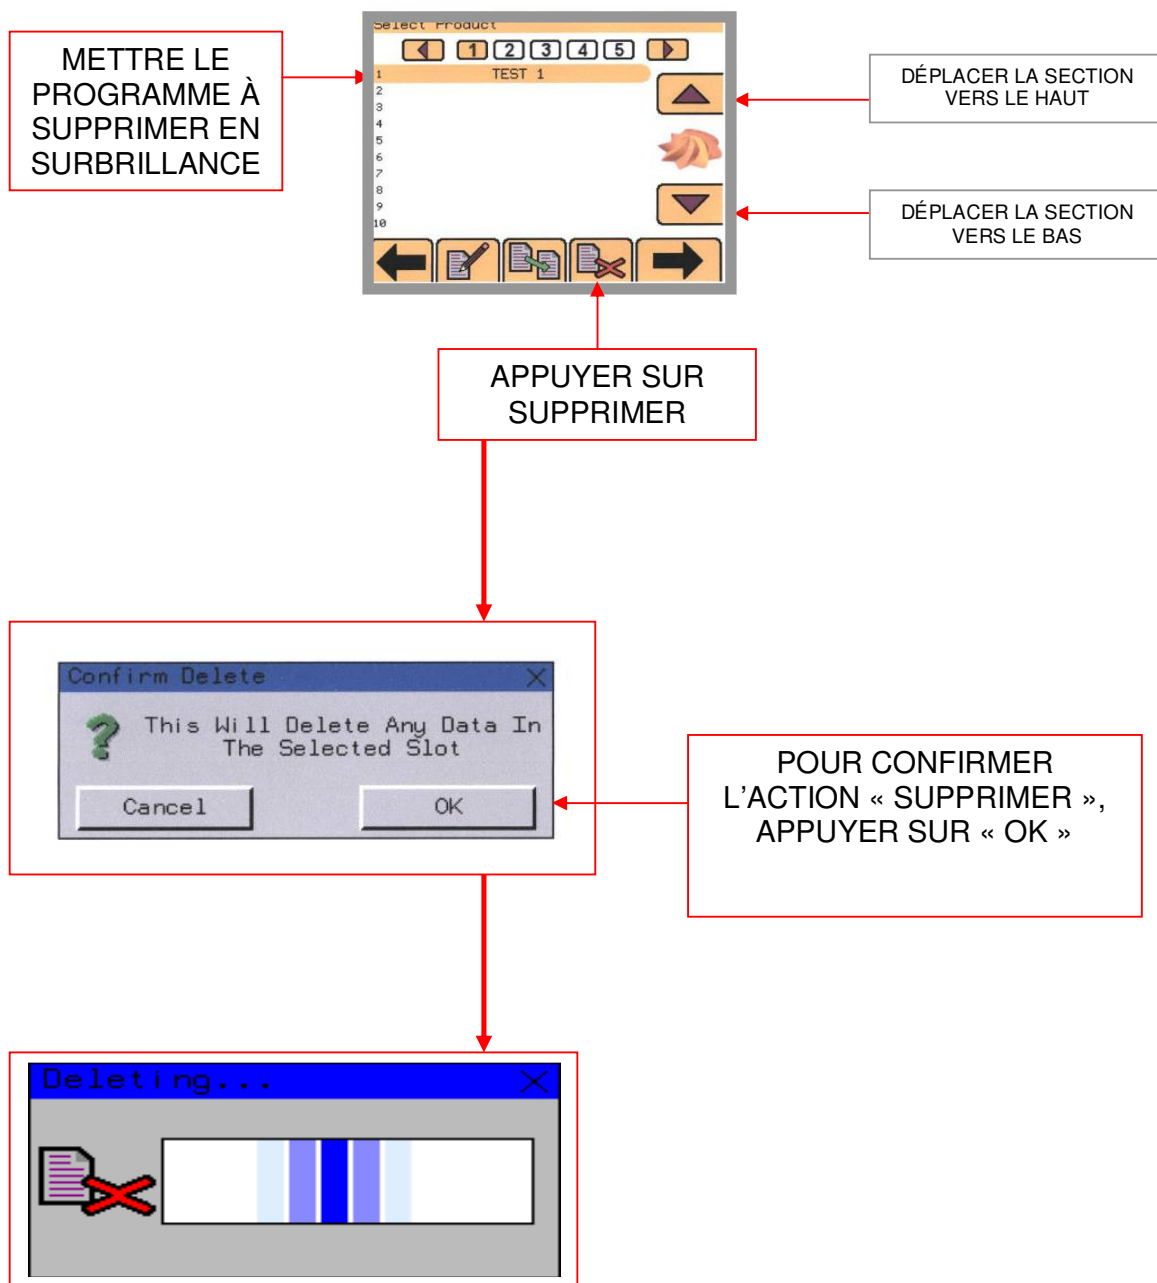 Select Product
1 2 3 4 5
METTRE LE
PROGRAMME À
SUPPRIMER EN
SURBRILLANCE
1 TEST 1
2
3
4
5
6
7
8
9
10
DÉPLACER LA SECTION
VERS LE HAUT
DÉPLACER LA SECTION
VERS LE BAS
APPUYER SUR
SUPPRIMER
Confirm Delete
This Will Delete Any Data In
The Selected Slot
Cancel OK
POUR CONFIRMER
L’ACTION « SUPPRIMER »,
APPUYER SUR « OK »
Deleting...